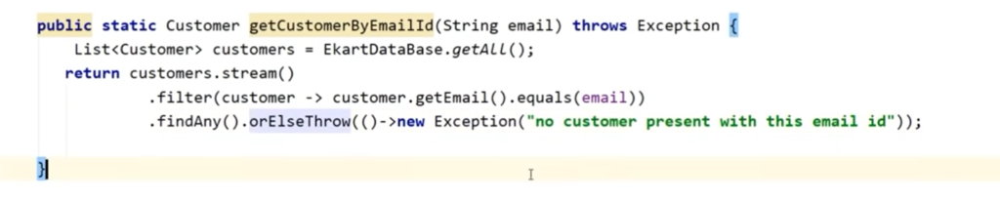 public static Customer getCustomerByEmailId(String email) throws Exception {
List<Customer> customers = EkartDataBase.getAll();
return customers.stream()
.filter(customer -> customer.getEmail().equals(email))
.findAny().orElseThrow(()->new Exception("no customer present with this email id"));
}